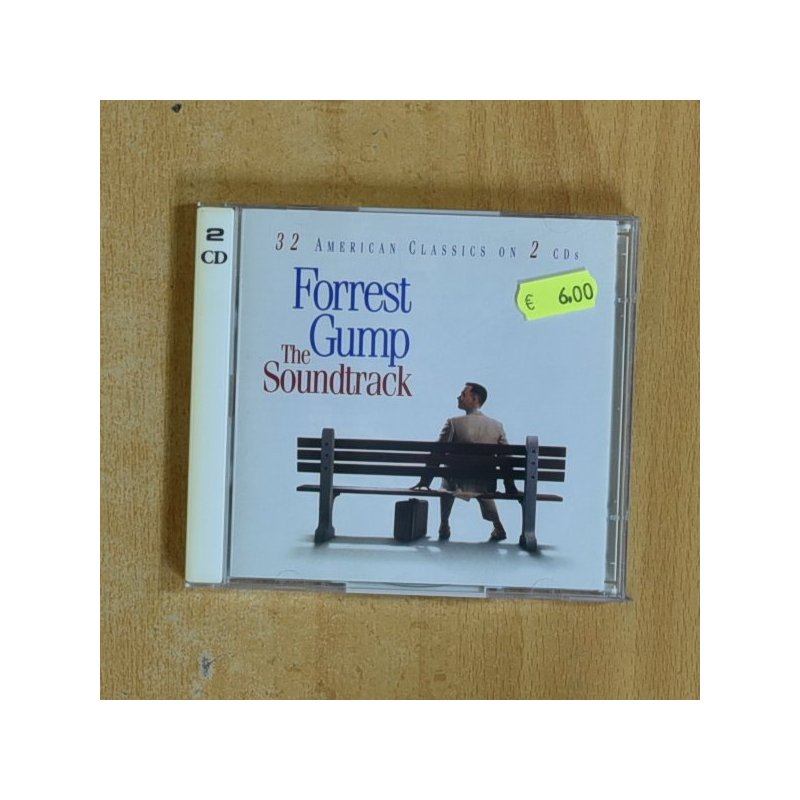 2
CD
32 AMERICAN CLASSICS ON 2 CDs
€ 6.00
Forrest
Gump
The
Soundtrack